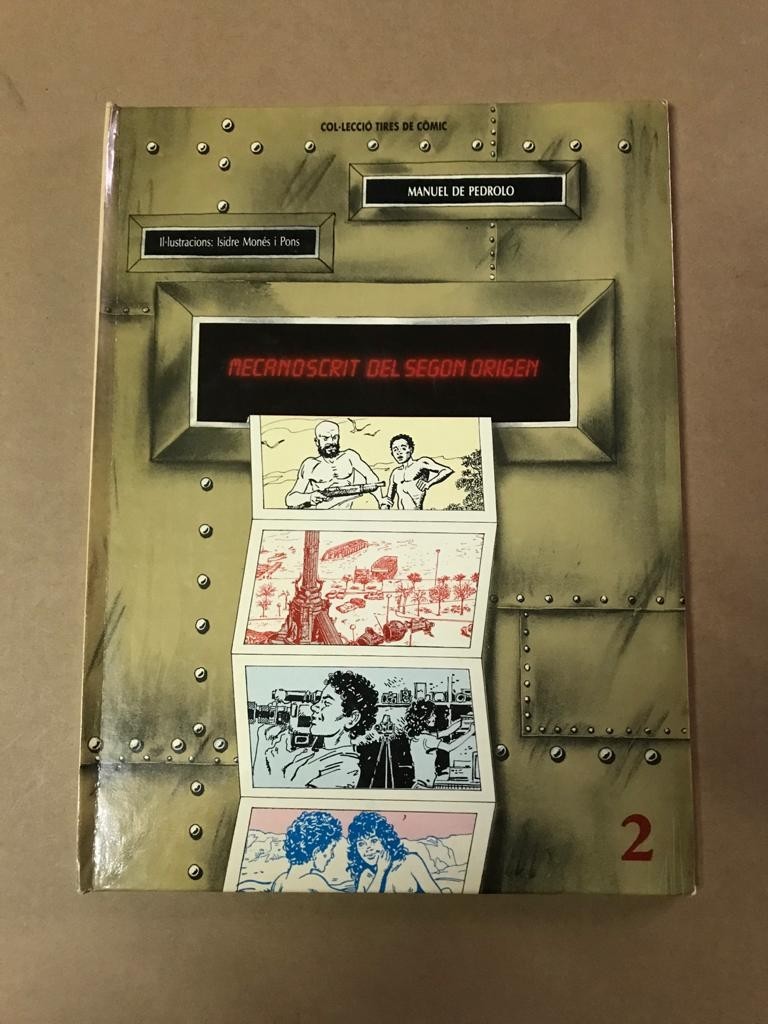 COL·LECCIÓ TIRES DE CÒMIC
MANUEL DE PEDROLO
Il·lustracions: Isidre Monés i Pons
MECANOSCRIT DEL SEGON ORIGEN
2